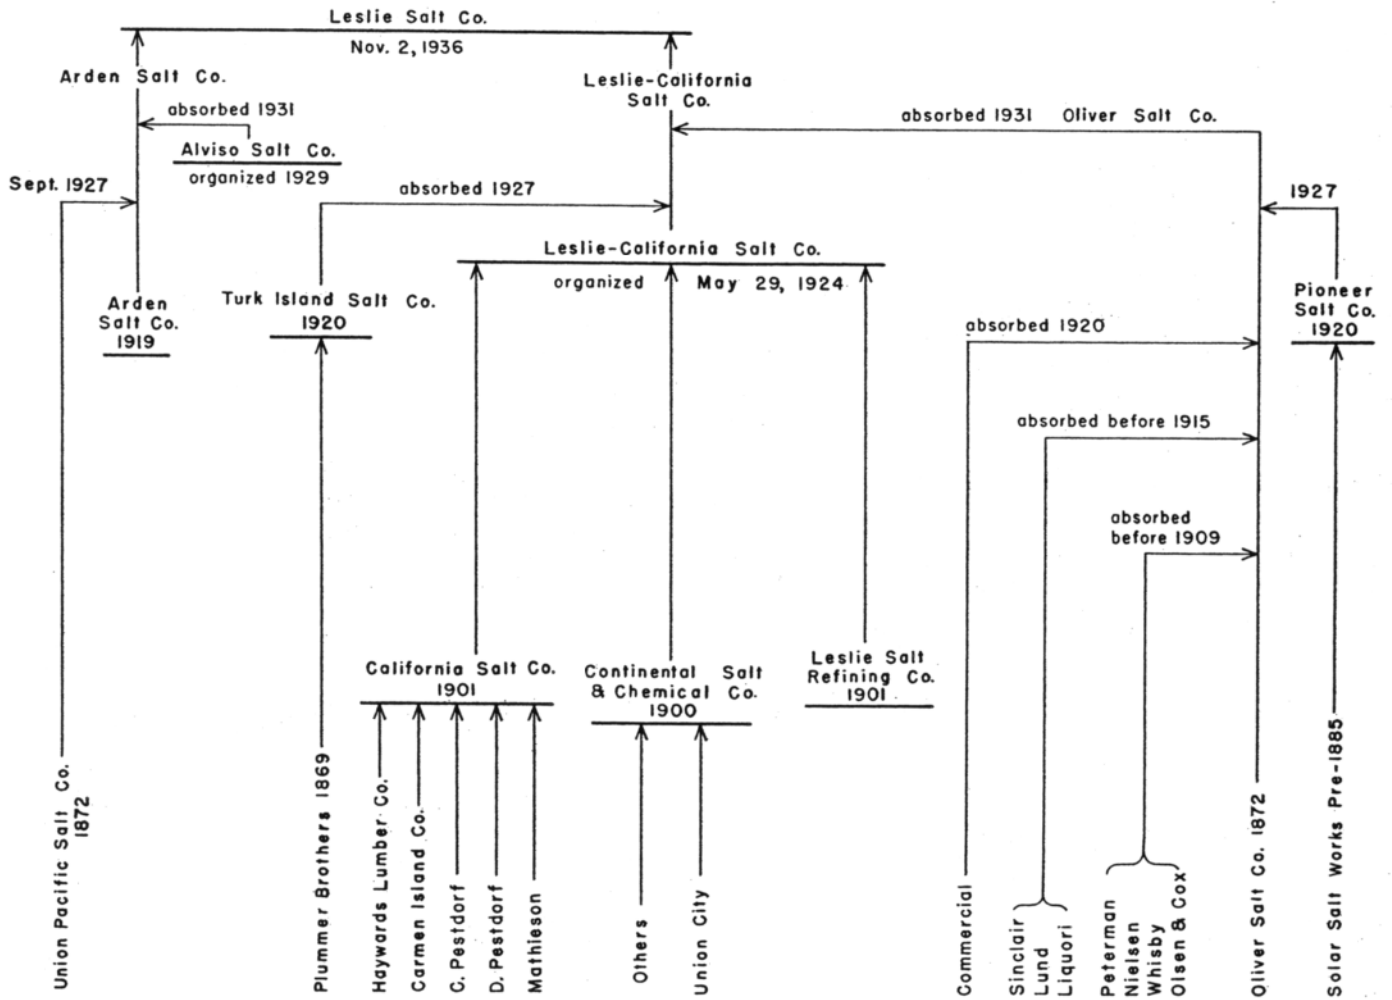 Leslie Salt Co.
Nov. 2, 1936
Arden Salt Co.
Leslie-California
Salt Co.
absorbed 1931
absorbed 1931 Oliver Salt Co.
Alviso Salt Co.
organized 1929
Sept. 1927
absorbed 1927
1927
Leslie-California Salt Co.
organized May 29, 1924
Arden
Salt Co.
1919
Turk Island Salt Co.
1920
Pioneer
Salt Co.
1920
absorbed 1920
absorbed before 1915
absorbed
before 1909
California Salt Co.
1901
Continental Salt
& Chemical Co.
1900
Leslie Salt
Refining Co.
1901
Union Pacific Salt Co.
1872
Plummer Brothers 1869
Haywards Lumber Co.
Carmen Island Co.
C. Pestdorf
D. Pestdorf
Mathieson
Others
Union City
Commercial
Sinclair
Lund
Liquori
Peterman
Nielsen
Whisby
Olsen & Cox
Oliver Salt Co. 1872
Solar Salt Works Pre-1885